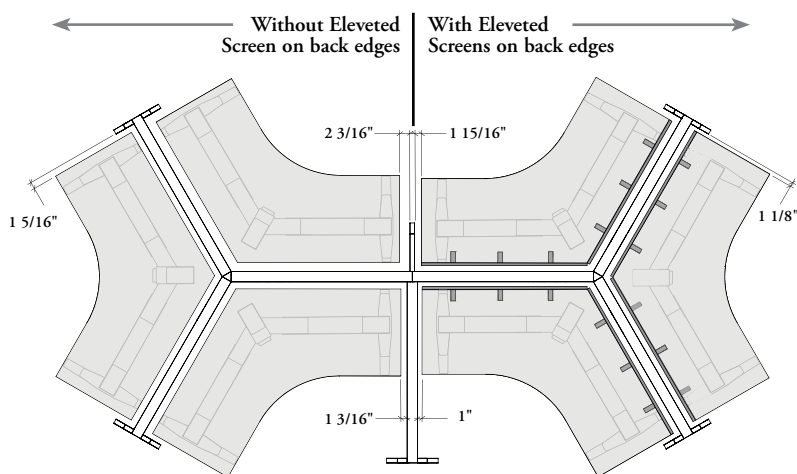 Without Eleveted
Screen on back edges
With Eleveted
Screens on back edges
2 3/16"
1 15/16"
1 5/16"
1 1/8"
1 3/16"
1"